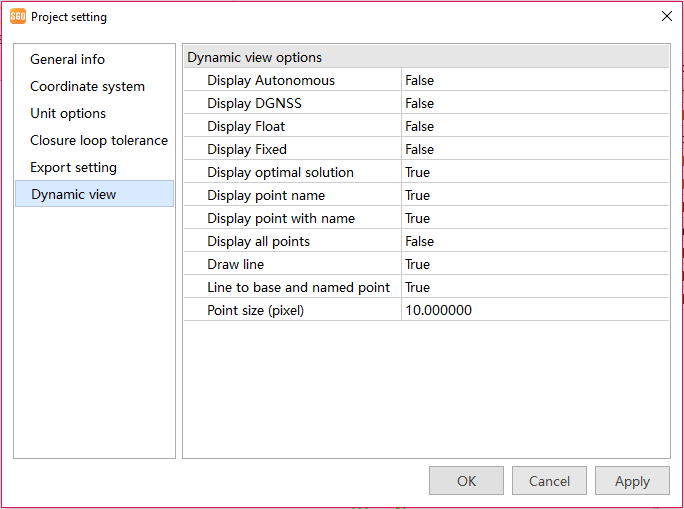 SGO Project setting
General info
Coordinate system
Unit options
Closure loop tolerance
Export setting
Dynamic view
Dynamic view options
Display Autonomous False
Display DGNSS False
Display Float False
Display Fixed False
Display optimal solution True
Display point name True
Display point with name True
Display all points False
Draw line True
Line to base and named point True
Point size (pixel) 10.000000
OK Cancel Apply